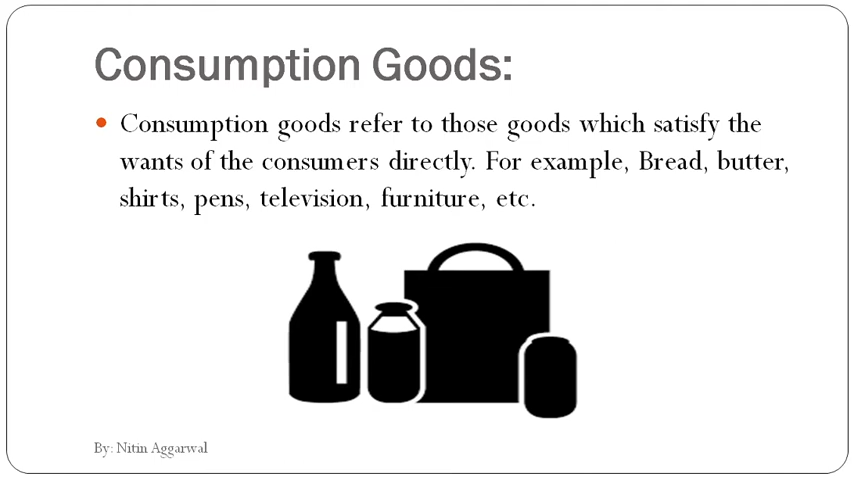 Consumption Goods:
Consumption goods refer to those goods which satisfy the
wants of the consumers directly. For example, Bread, butter,
shirts, pens, television, furniture, etc.
By: Nitin Aggarwal